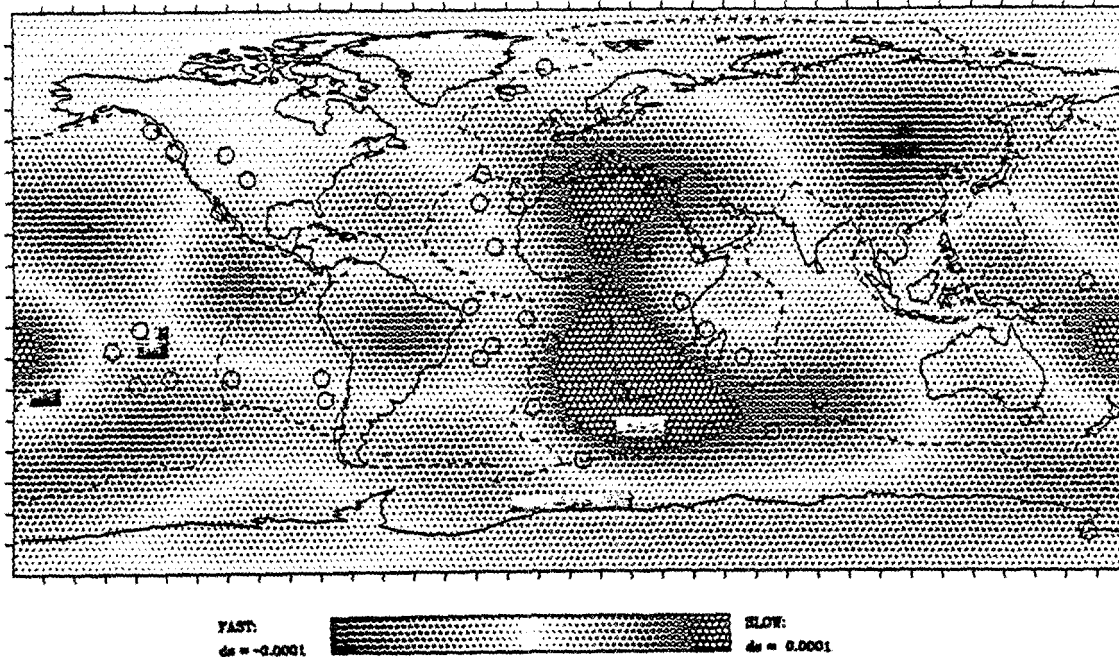 FAST:
ds = -0.0001
SLOW:
ds = 0.0001